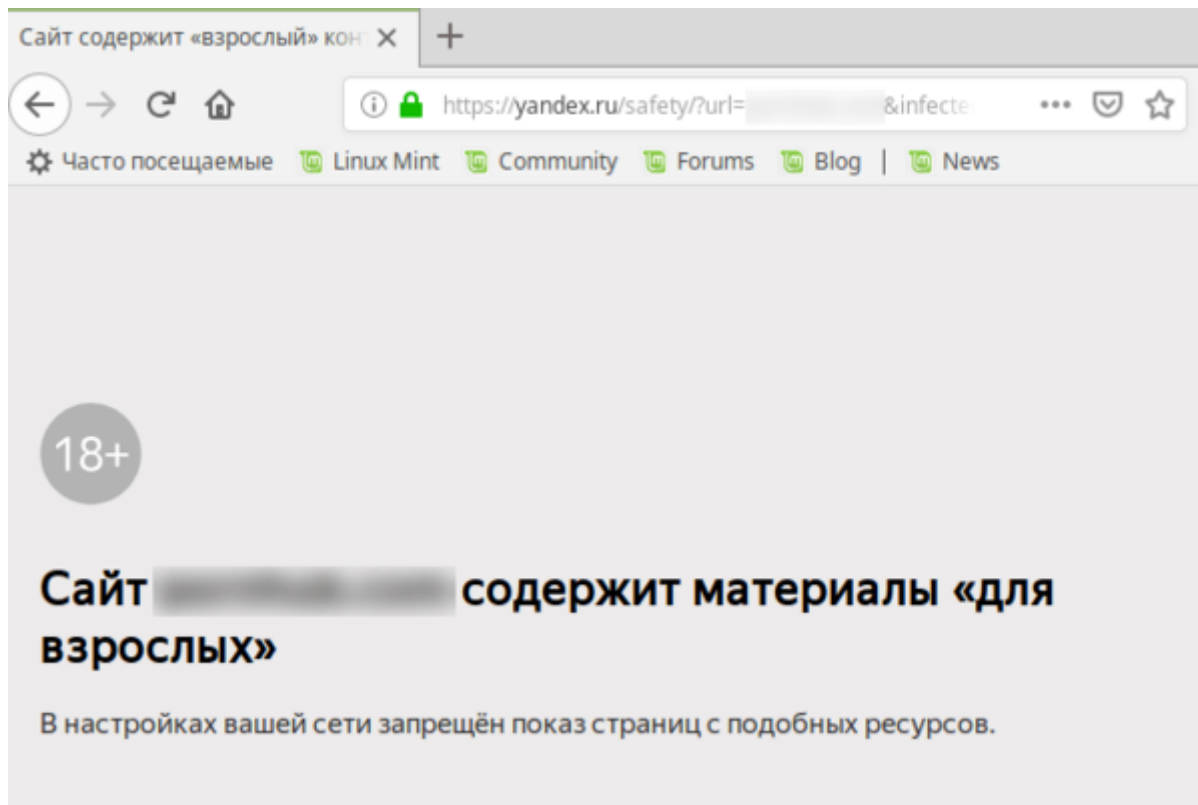 Сайт содержит «взрослый» кон
https://yandex.ru/safety/?url= &infecte
Часто посещаемые Linux Mint Community Forums Blog | News
18+
Сайт содержит материалы «для
взрослых»
В настройках вашей сети запрещён показ страниц с подобных ресурсов.